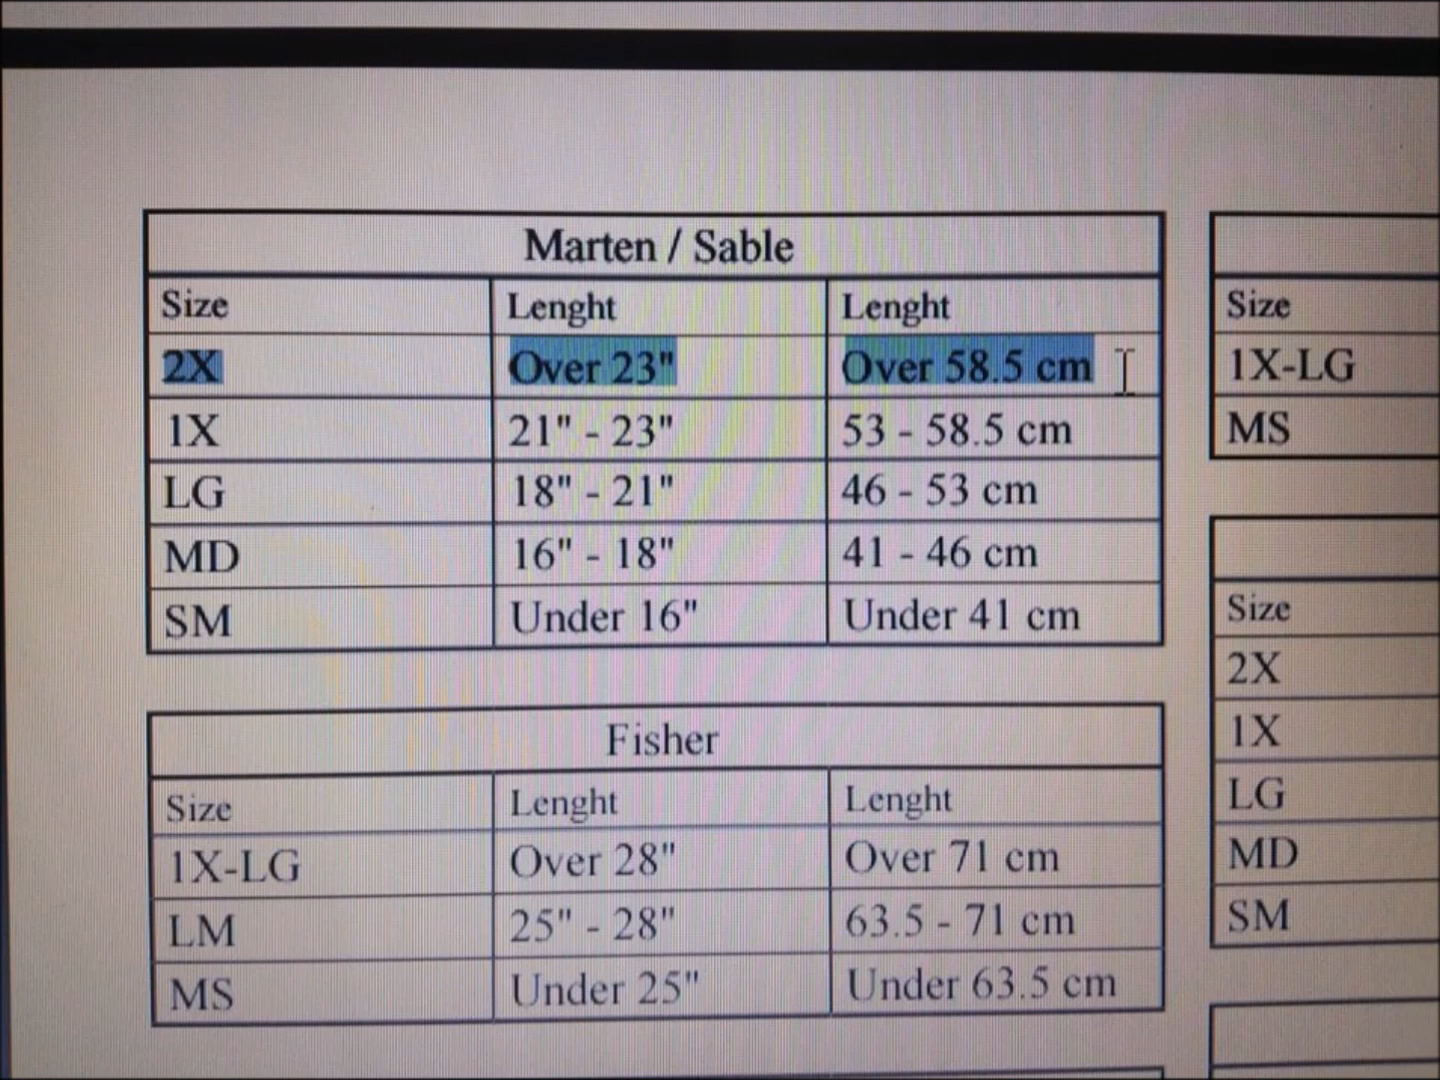 Marten / Sable
Size Lenght Lenght
2X Over 23" Over 58.5 cm
1X 21" - 23" 53 - 58.5 cm
LG 18" - 21" 46 - 53 cm
MD 16" - 18" 41 - 46 cm
SM Under 16" Under 41 cm
Fisher
Size Lenght Lenght
1X-LG Over 28" Over 71 cm
LM 25" - 28" 63.5 - 71 cm
MS Under 25" Under 63.5 cm
Size
1X-LG
MS
Size
2X
1X
LG
MD
SM